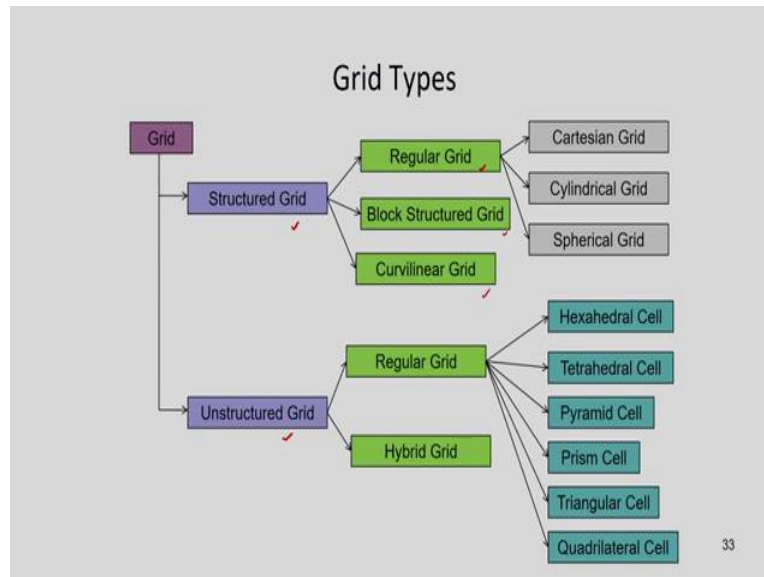 Grid Types
Grid
Structured Grid
Regular Grid
Cartesian Grid
Cylindrical Grid
Spherical Grid
Block Structured Grid
Curvilinear Grid
Unstructured Grid
Regular Grid
Hexahedral Cell
Tetrahedral Cell
Pyramid Cell
Prism Cell
Triangular Cell
Quadrilateral Cell
Hybrid Grid
33